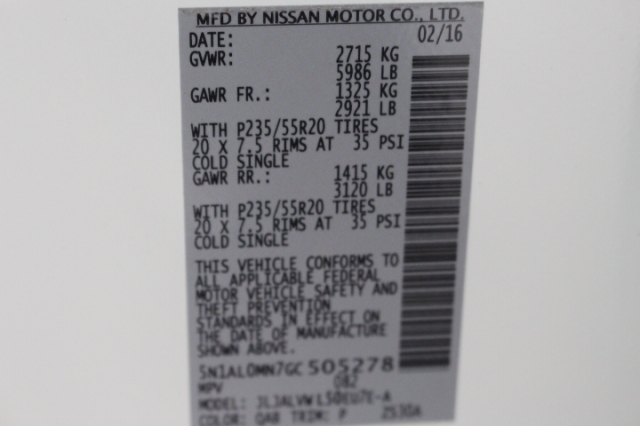 MFD BY NISSAN MOTOR CO., LTD.
DATE: 02/16
GVWR: 2715 KG
5986 LB
GAWR FR.: 1325 KG
2921 LB
WITH P235/55R20 TIRES
20 X 7.5 RIMS AT 35 PSI
COLD SINGLE
GAWR RR.: 1415 KG
3120 LB
WITH P235/55R20 TIRES
20 X 7.5 RIMS AT 35 PSI
COLD SINGLE
THIS VEHICLE CONFORMS TO
ALL APPLICABLE FEDERAL
MOTOR VEHICLE SAFETY AND
THEFT PREVENTION
STANDARDS IN EFFECT ON
THE DATE OF MANUFACTURE
SHOWN ABOVE.
5N1AL0MN7GC505278
MPV 082
MODEL: JLJALVWL50EU7E-A
COLOR: QAB TRIM: P